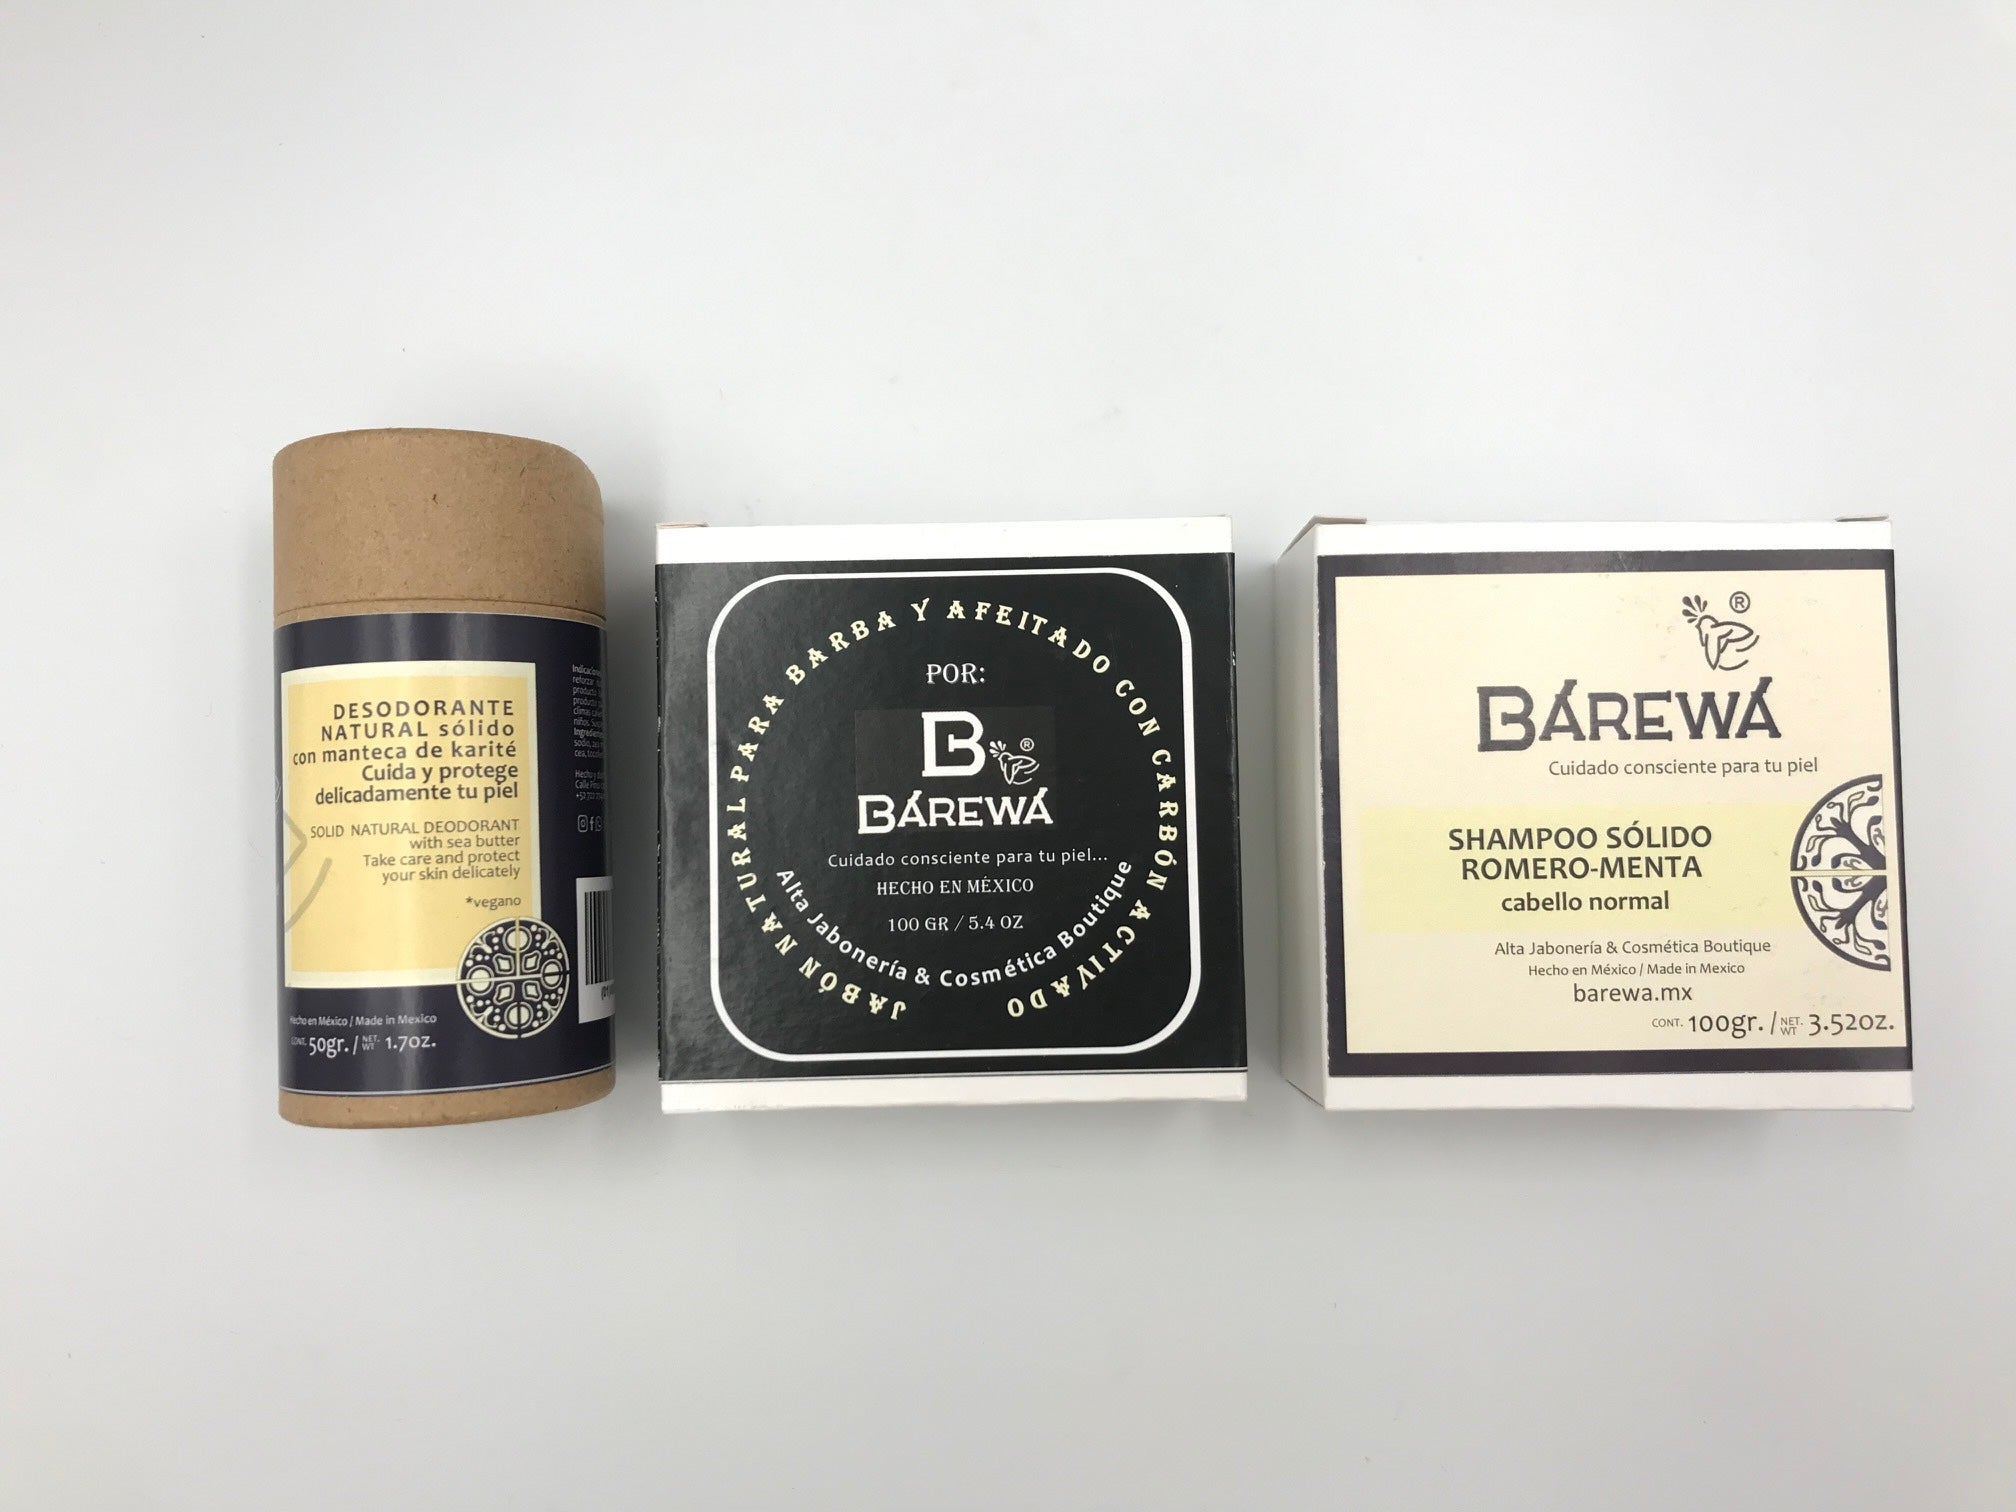 DESODORANTE
NATURAL sólido
con manteca de karité
Cuida y protege
delicadamente tu piel
SOLID NATURAL DEODORANT
with sea butter
Take care and protect
your skin delicately
*vegano
Hecho en México / Made in Mexico
CONT. 50gr. / NET. WT 1.7oz.
JABÓN NATURAL PARA BARBA Y AFEITADO CON CARBÓN ACTIVADO
POR:
B ®
BÁREWÁ
Cuidado consciente para tu piel...
HECHO EN MÉXICO
100 GR / 5.4 OZ
Alta Jabonería & Cosmética Boutique
®
BÁREWÁ
Cuidado consciente para tu piel
SHAMPOO SÓLIDO
ROMERO-MENTA
cabello normal
Alta Jabonería & Cosmética Boutique
Hecho en México / Made in Mexico
barewa.mx
CONT. 100gr. / NET. WT 3.52oz.